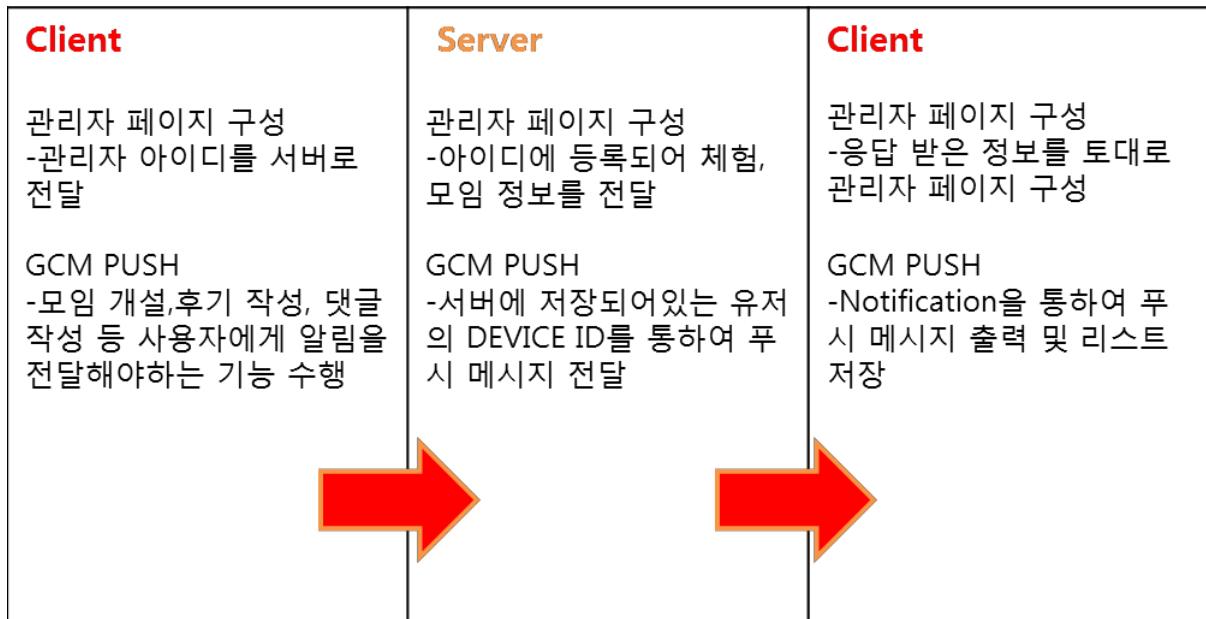 Client
관리자 페이지 구성
-관리자 아이디를 서버로
전달
GCM PUSH
-모임 개설,후기 작성, 댓글
작성 등 사용자에게 알림을
전달해야하는 기능 수행
Server
관리자 페이지 구성
-아이디에 등록되어 체험,
모임 정보를 전달
GCM PUSH
-서버에 저장되어있는 유저
의 DEVICE ID를 통하여 푸
시 메시지 전달
Client
관리자 페이지 구성
-응답 받은 정보를 토대로
관리자 페이지 구성
GCM PUSH
-Notification을 통하여 푸
시 메시지 출력 및 리스트
저장